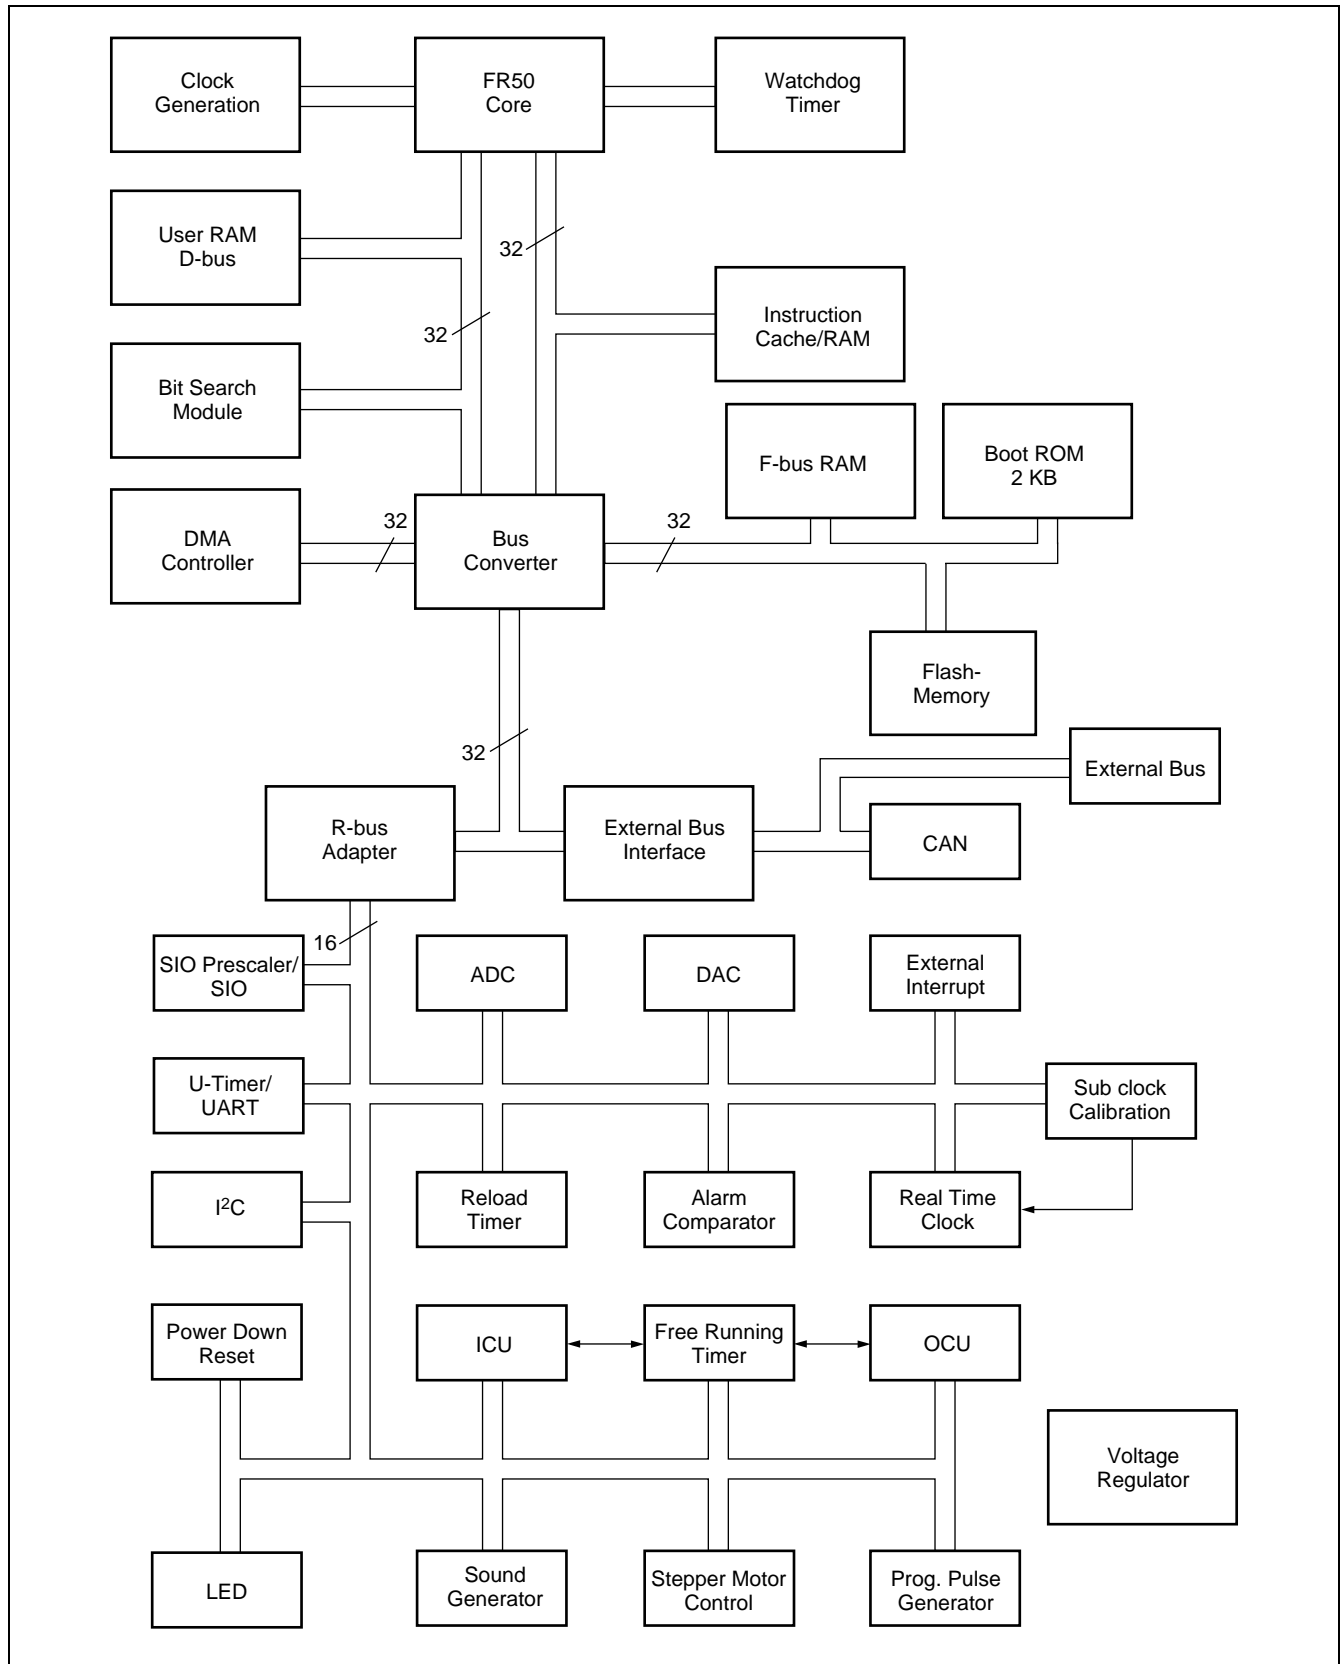 Clock
Generation
FR50
Core
Watchdog
Timer
User RAM
D-bus
32
32
Instruction
Cache/RAM
Bit Search
Module
F-bus RAM
Boot ROM
2 KB
DMA
Controller
32
Bus
Converter
32
Flash-
Memory
32
External Bus
R-bus
Adapter
External Bus
Interface
CAN
16
SIO Prescaler/
SIO
ADC
DAC
External
Interrupt
U-Timer/
UART
Sub clock
Calibration
I²C
Reload
Timer
Alarm
Comparator
Real Time
Clock
Power Down
Reset
ICU
Free Running
Timer
OCU
Voltage
Regulator
LED
Sound
Generator
Stepper Motor
Control
Prog. Pulse
Generator